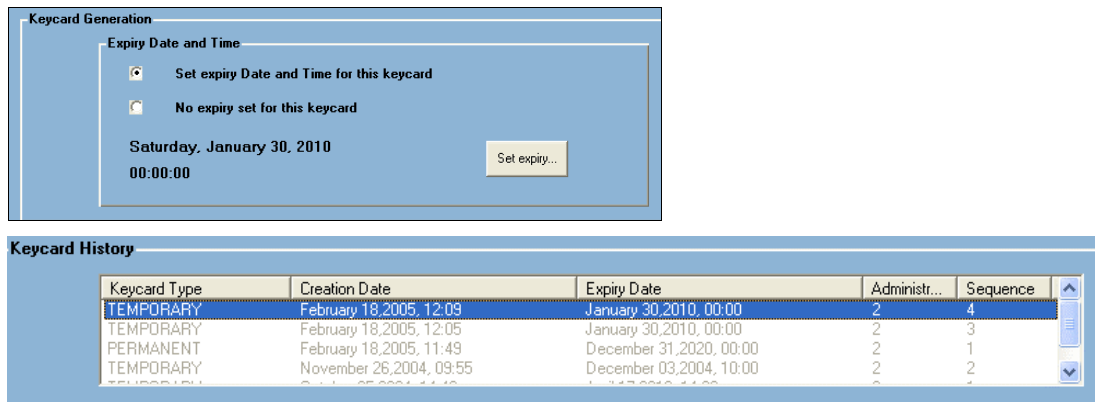 Keycard Generation
Expiry Date and Time
Set expiry Date and Time for this keycard
No expiry set for this keycard
Saturday, January 30, 2010
00:00:00
Set expiry...
Keycard History
Keycard Type Creation Date Expiry Date Administr... Sequence
TEMPORARY February 18,2005, 12:09 January 30,2010, 00:00 2 4
TEMPORARY February 18,2005, 12:05 January 30,2010, 00:00 2 3
PERMANENT February 18,2005, 11:49 December 31,2020, 00:00 2 1
TEMPORARY November 26,2004, 09:55 December 03,2004, 10:00 2 2